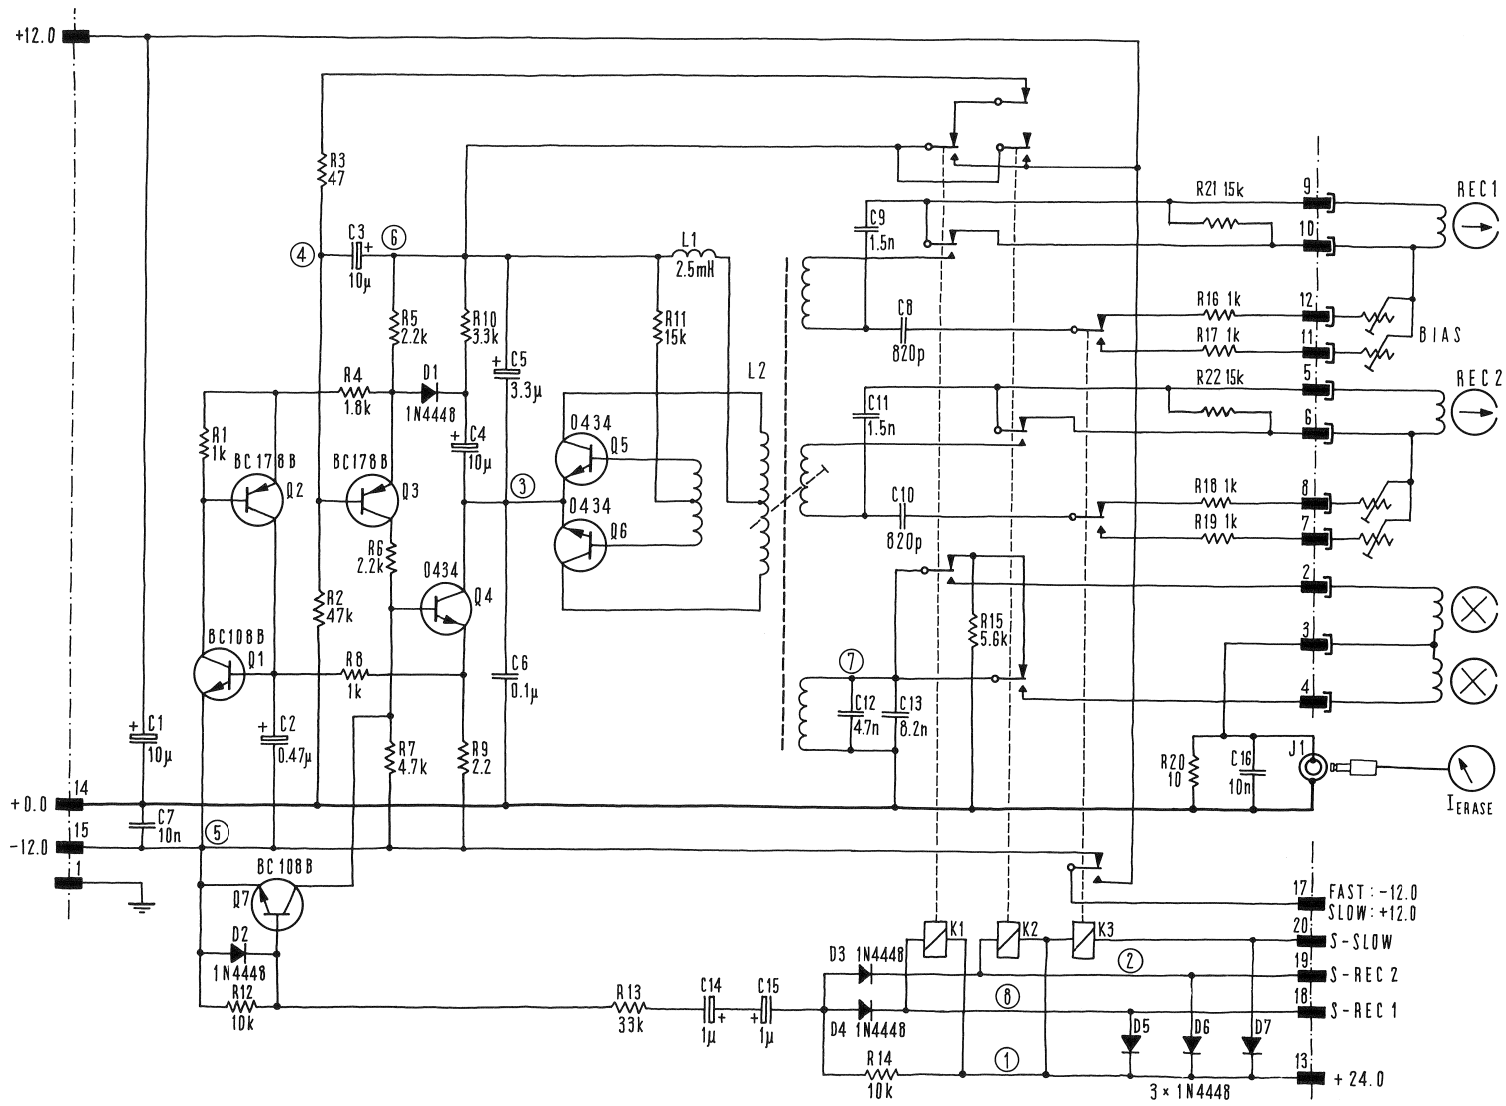 +12.0
R3
47
C3
+
10μ
4
6
L1
2.5mH
R21 15k
9
REC1
10
C9
1.5n
R16 1k
12
C8
820p
R17 1k
11
BIAS
R5
2.2k
R10
3.3k
R11
15k
+
C5
3.3μ
L2
R4
1.8k
D1
1N4448
R22 15k
5
REC2
6
C11
1.5n
R1
1k
+
C4
10μ
O434
Q5
BC178B
Q2
BC178B
Q3
3
O434
Q6
C10
820p
R18 1k
8
R19 1k
7
R6
2.2k
O434
Q4
R2
47k
2
R15
5.6k
3
BC108B
Q1
R8
1k
C6
0.1μ
7
C12
4.7n
C13
8.2n
4
+
C1
10μ
+
C2
0.47μ
R7
4.7k
R9
2.2
R20
10
C16
10n
J1
IERASE
+0.0
14
15
C7
10n
5
-12.0
1
BC108B
Q7
17
FAST: -12.0
SLOW: +12.0
K1
K2
K3
20
S-SLOW
D2
1N4448
D3
1N4448
2
19
S-REC 2
R12
10k
R13
33k
C14
+
1μ
C15
+
1μ
D4
1N4448
8
18
S-REC 1
D5
D6
D7
R14
10k
1
13
+24.0
3 × 1N4448